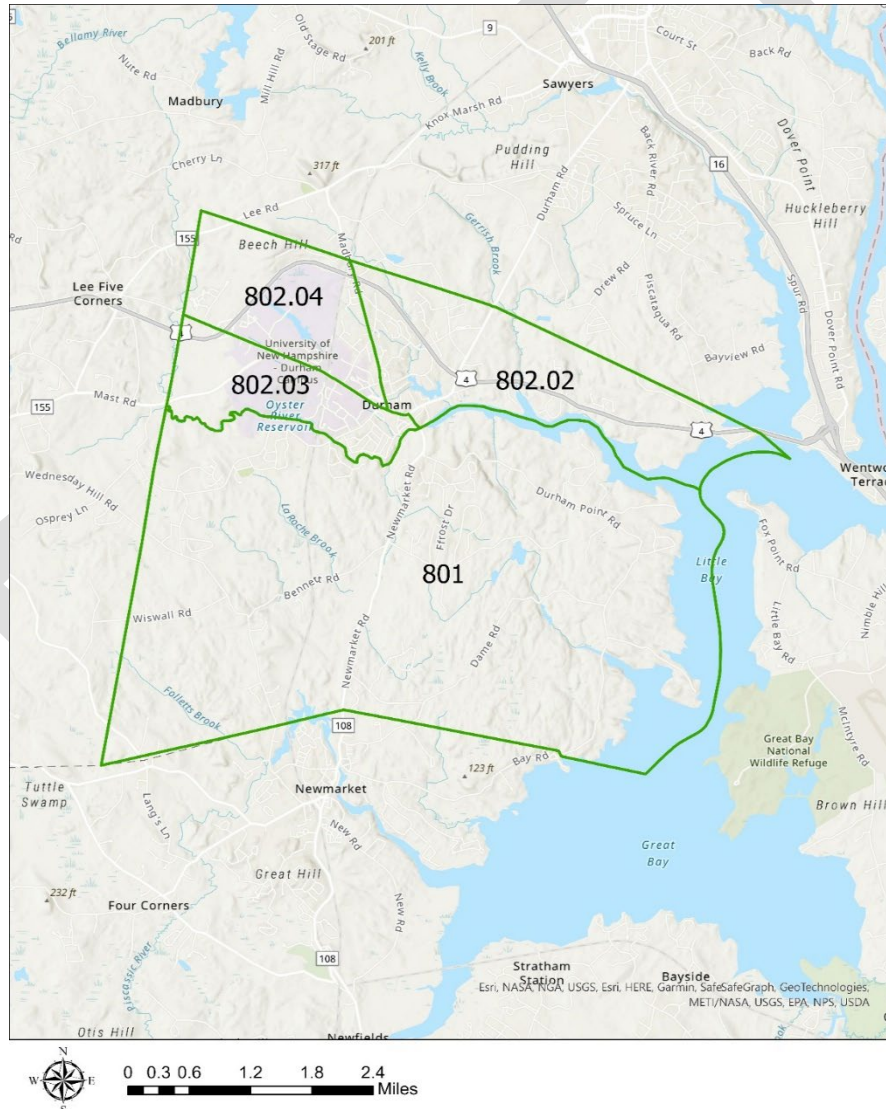 Bellamy River
Old Stage Rd
201 ft
9
Court St
Back Rd
Nute Rd
Mill Hill Rd
Kelly Brook
Sawyers
Madbury
Knox Marsh Rd
Dover Point
Pudding
Hill
Back River Rd
16
Cherry Ln
317 ft
Durham Rd
Huckleberry
Hill
Lee Rd
Gerrish Brook
Spruce Ln
155
Beech Hill
Madbury Rd
Drew Rd
Piscataqua Rd
Spur Rd
Lee Five
Corners
802.04
Dover Point Rd
4
University of
New Hampshire
- Durham
Campus
Bayview Rd
802.03
4
802.02
Mast Rd
155
Oyster
River
Reservoir
Durham
4
Wednesday Hill Rd
Osprey Ln
Newmarket Rd
Durham Point Rd
La Roche Brook
Ffrost Dr
Fox Point Rd
801
Little
Bay
Bennett Rd
Wiswall Rd
Little Bay Rd
Nimble Hill
Dame Rd
Newmarket Rd
Folletts Brook
McIntyre Rd
108
Great Bay
National
Wildlife Refuge
Bay Rd
123 ft
Tuttle
Swamp
Newmarket
Brown Hill
Lang's Ln
New Rd
Great
Bay
Great Hill
232 ft
New Rd
Four Corners
Piscassic River
108
Stratham
Station
Bayside
Esri, NASA, NGA, USGS, Esri, HERE, Garmin, SafeGraph, GeoTechnologies,
METI/NASA, USGS, EPA, NPS, USDA
Otis Hill
Newfields
N
W E
S
0 0.3 0.6 1.2 1.8 2.4
Miles